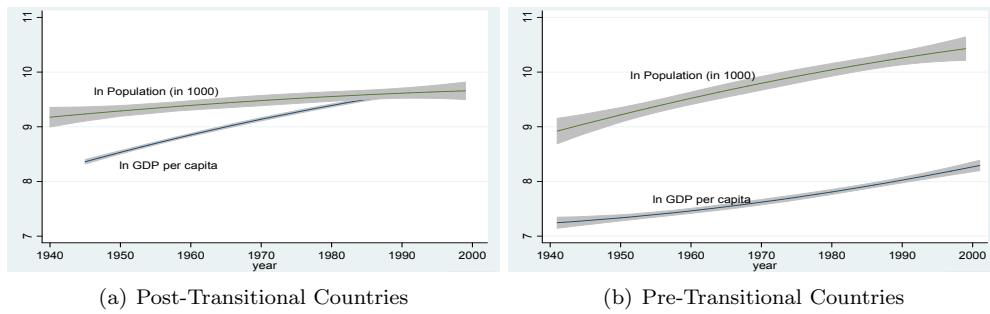 11
10
9
8
7
ln Population (in 1000)
ln GDP per capita
1940 1950 1960 1970 1980 1990 2000
year
(a) Post-Transitional Countries
11
10
9
8
7
ln Population (in 1000)
ln GDP per capita
1940 1950 1960 1970 1980 1990 2000
year
(b) Pre-Transitional Countries